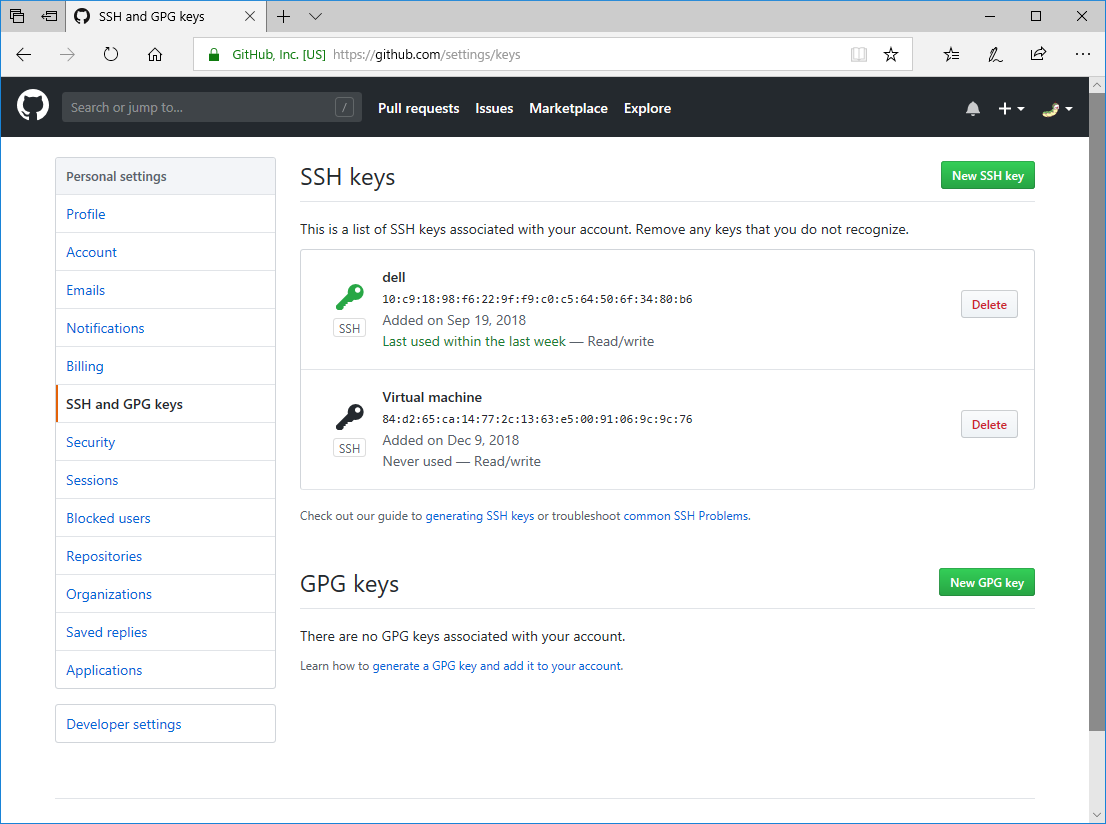 SSH and GPG keys
GitHub, Inc. [US] https://github.com/settings/keys
Search or jump to...
/
Pull requests Issues Marketplace Explore
Personal settings
Profile
Account
Emails
Notifications
Billing
SSH and GPG keys
Security
Sessions
Blocked users
Repositories
Organizations
Saved replies
Applications
Developer settings
SSH keys
New SSH key
This is a list of SSH keys associated with your account. Remove any keys that you do not recognize.
SSH
dell
10:c9:18:98:f6:22:9f:f9:c0:c5:64:50:6f:34:80:b6
Added on Sep 19, 2018
Last used within the last week — Read/write
Delete
SSH
Virtual machine
84:d2:65:ca:14:77:2c:13:63:e5:00:91:06:9c:9c:76
Added on Dec 9, 2018
Never used — Read/write
Delete
Check out our guide to generating SSH keys or troubleshoot common SSH Problems.
GPG keys
New GPG key
There are no GPG keys associated with your account.
Learn how to generate a GPG key and add it to your account.